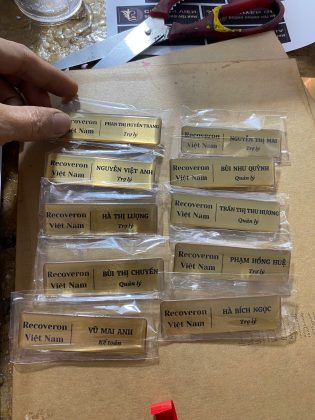 Recoveron
Việt Nam
PHAN THỊ HUYỀN TRANG
Trợ lý
Recoveron
Việt Nam
NGUYỄN THỊ MAI
Trợ lý
Recoveron
Việt Nam
NGUYỄN VIỆT ANH
Trợ lý
Recoveron
Việt Nam
BÙI NHƯ QUỲNH
Quản lý
Recoveron
Việt Nam
HÀ THỊ LƯỢNG
Trợ lý
Recoveron
Việt Nam
TRẦN THỊ THU HƯƠNG
Quản lý
Recoveron
Việt Nam
BÙI THỊ CHUYÊN
Quản lý
Recoveron
Việt Nam
PHẠM HỒNG HUỆ
Trợ lý
Recoveron
Việt Nam
VŨ MAI ANH
Kế toán
Recoveron
Việt Nam
HÀ BÍCH NGỌC
Trợ lý